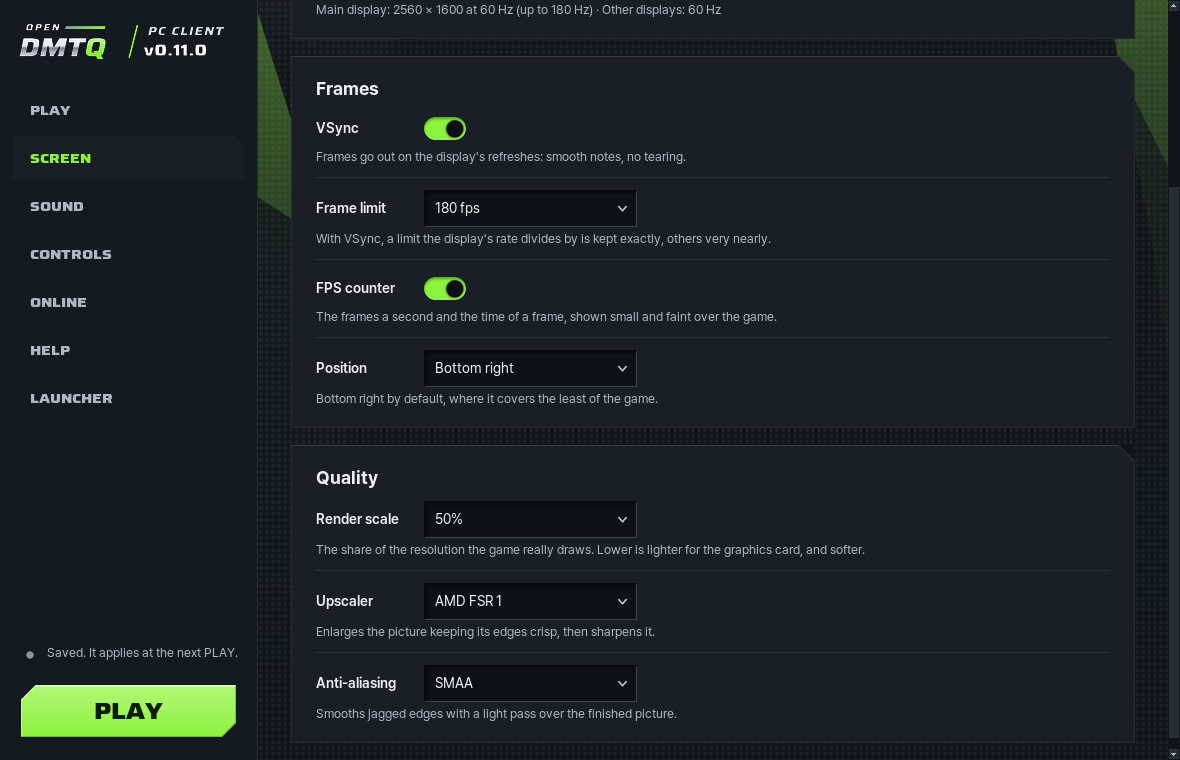 OPEN
DMTQ
PC CLIENT
v0.11.0
PLAY
SCREEN
SOUND
CONTROLS
ONLINE
HELP
LAUNCHER
Saved. It applies at the next PLAY.
PLAY
Main display: 2560 × 1600 at 60 Hz (up to 180 Hz) · Other displays: 60 Hz
Frames
VSync
Frames go out on the display's refreshes: smooth notes, no tearing.
Frame limit
180 fps
With VSync, a limit the display's rate divides by is kept exactly, others very nearly.
FPS counter
The frames a second and the time of a frame, shown small and faint over the game.
Position
Bottom right
Bottom right by default, where it covers the least of the game.
Quality
Render scale
50%
The share of the resolution the game really draws. Lower is lighter for the graphics card, and softer.
Upscaler
AMD FSR 1
Enlarges the picture keeping its edges crisp, then sharpens it.
Anti-aliasing
SMAA
Smooths jagged edges with a light pass over the finished picture.